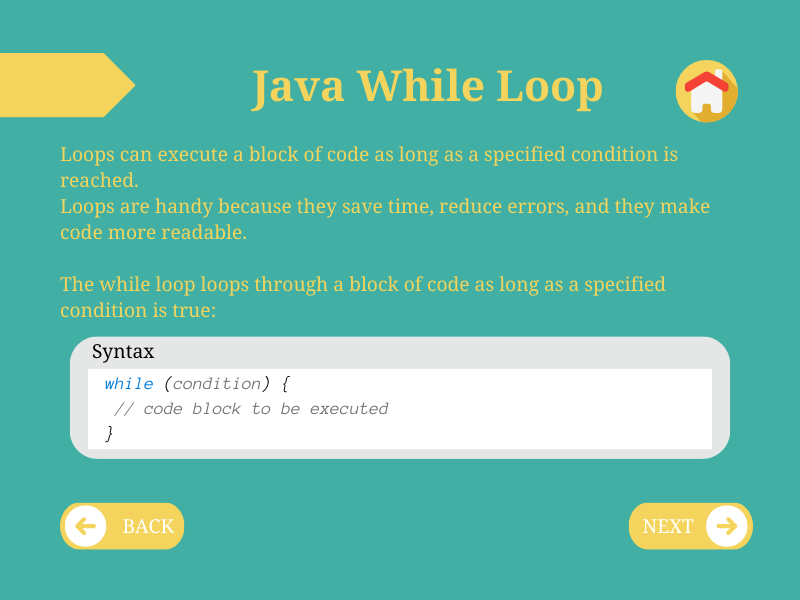 Java While Loop
Loops can execute a block of code as long as a specified condition is
reached.
Loops are handy because they save time, reduce errors, and they make
code more readable.
The while loop loops through a block of code as long as a specified
condition is true:
Syntax
while (condition) {
// code block to be executed
}
BACK
NEXT